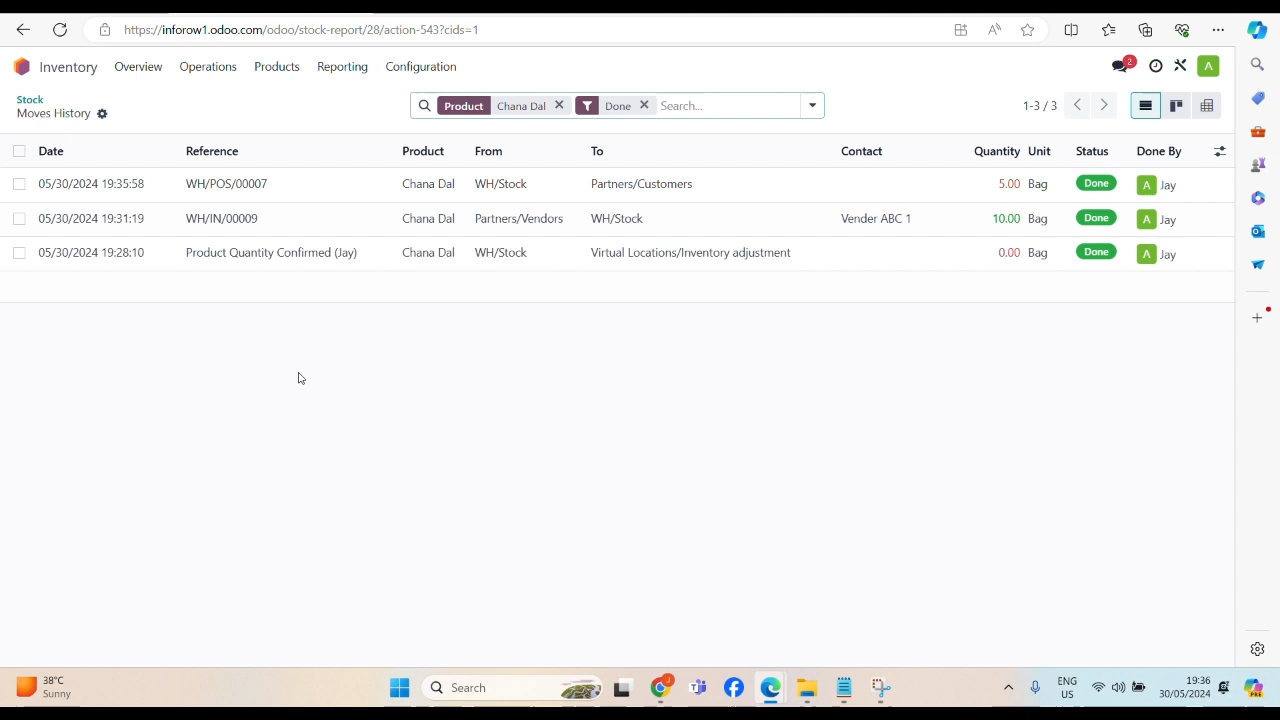 https://inforow1.odoo.com/odoo/stock-report/28/action-543?cids=1
Inventory Overview Operations Products Reporting Configuration 2 A
Stock
Moves History
Product Chana Dal Done Search... 1-3 / 3
Date Reference Product From To Contact Quantity Unit Status Done By
05/30/2024 19:35:58 WH/POS/00007 Chana Dal WH/Stock Partners/Customers 5.00 Bag Done A Jay
05/30/2024 19:31:19 WH/IN/00009 Chana Dal Partners/Vendors WH/Stock Vender ABC 1 10.00 Bag Done A Jay
05/30/2024 19:28:10 Product Quantity Confirmed (Jay) Chana Dal WH/Stock Virtual Locations/Inventory adjustment 0.00 Bag Done A Jay
38°C
Sunny
Search
ENG
US
19:36
30/05/2024